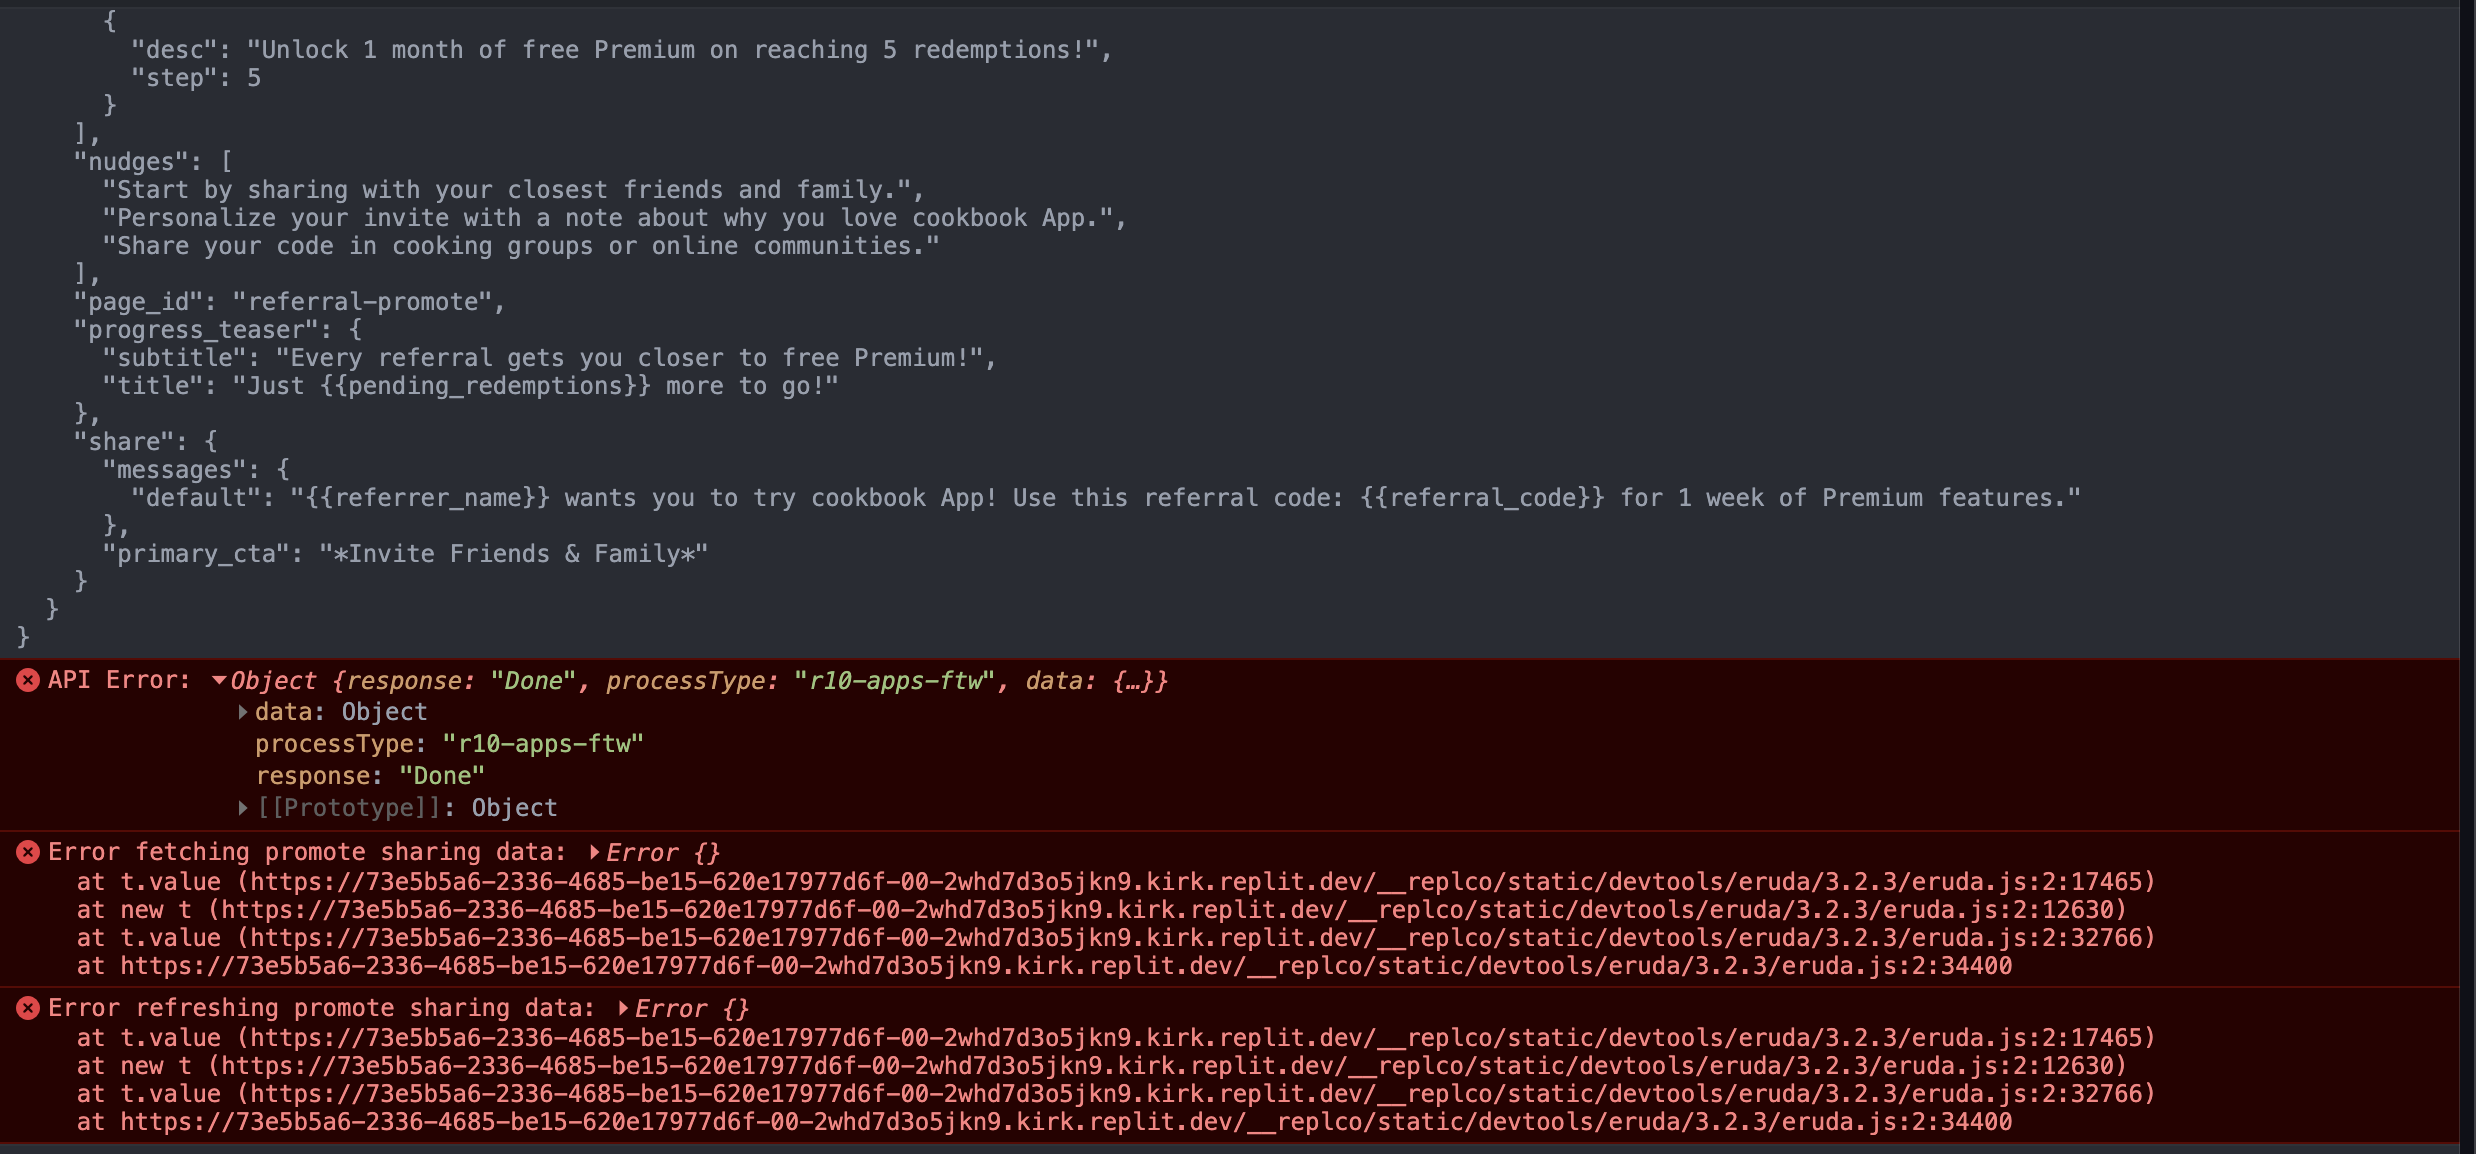 {
"desc": "Unlock 1 month of free Premium on reaching 5 redemptions!",
"step": 5
}
],
"nudges": [
"Start by sharing with your closest friends and family.",
"Personalize your invite with a note about why you love cookbook App.",
"Share your code in cooking groups or online communities."
],
"page_id": "referral-promote",
"progress_teaser": {
"subtitle": "Every referral gets you closer to free Premium!",
"title": "Just {{pending_redemptions}} more to go!"
},
"share": {
"messages": {
"default": "{{referrer_name}} wants you to try cookbook App! Use this referral code: {{referral_code}} for 1 week of Premium features."
},
"primary_cta": "*Invite Friends & Family*"
}
}
}
API Error: Object {response: "Done", processType: "r10-apps-ftw", data: {…}}
data: Object
processType: "r10-apps-ftw"
response: "Done"
[[Prototype]]: Object
Error fetching promote sharing data: Error {}
at t.value (https://73e5b5a6-2336-4685-be15-620e17977d6f-00-2whd7d3o5jkn9.kirk.replit.dev/__replco/static/devtools/eruda/3.2.3/eruda.js:2:17465)
at new t (https://73e5b5a6-2336-4685-be15-620e17977d6f-00-2whd7d3o5jkn9.kirk.replit.dev/__replco/static/devtools/eruda/3.2.3/eruda.js:2:12630)
at t.value (https://73e5b5a6-2336-4685-be15-620e17977d6f-00-2whd7d3o5jkn9.kirk.replit.dev/__replco/static/devtools/eruda/3.2.3/eruda.js:2:32766)
at https://73e5b5a6-2336-4685-be15-620e17977d6f-00-2whd7d3o5jkn9.kirk.replit.dev/__replco/static/devtools/eruda/3.2.3/eruda.js:2:34400
Error refreshing promote sharing data: Error {}
at t.value (https://73e5b5a6-2336-4685-be15-620e17977d6f-00-2whd7d3o5jkn9.kirk.replit.dev/__replco/static/devtools/eruda/3.2.3/eruda.js:2:17465)
at new t (https://73e5b5a6-2336-4685-be15-620e17977d6f-00-2whd7d3o5jkn9.kirk.replit.dev/__replco/static/devtools/eruda/3.2.3/eruda.js:2:12630)
at t.value (https://73e5b5a6-2336-4685-be15-620e17977d6f-00-2whd7d3o5jkn9.kirk.replit.dev/__replco/static/devtools/eruda/3.2.3/eruda.js:2:32766)
at https://73e5b5a6-2336-4685-be15-620e17977d6f-00-2whd7d3o5jkn9.kirk.replit.dev/__replco/static/devtools/eruda/3.2.3/eruda.js:2:34400